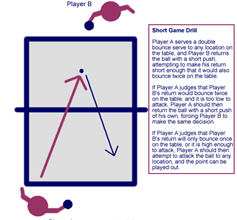 Player B
Short Game Drill
Player A serves a double
bounce serve to any location on
the table, and Player B returns
the ball with a short push,
attempting to make his return
short enough that it would also
bounce twice on the table.
If Player A judges that Player
B's return would bounce twice
on the table, and it is too low to
attack, Player A should then
return the ball with a short push
of his own, forcing Player B to
make the same decision.
If Player A judges that Player
B's return will only bounce once
on the table, or it is high enough
to attack, Player A should then
attempt to attack the ball to any
location, and the point can be
played out.